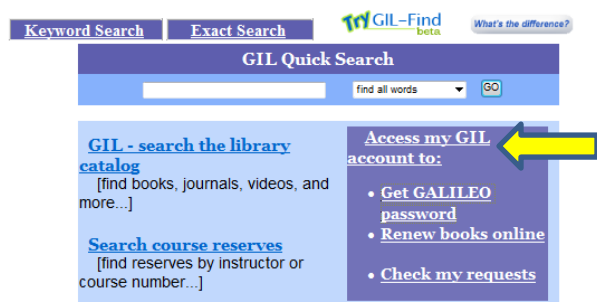 Keyword Search Exact Search Try GIL-Find What's the difference?
beta
GIL Quick Search
find all words GO
GIL - search the library
catalog
[find books, journals, videos, and
more...]
Search course reserves
[find reserves by instructor or
course number...]
Access my GIL
account to:
• Get GALILEO
password
• Renew books online
• Check my requests